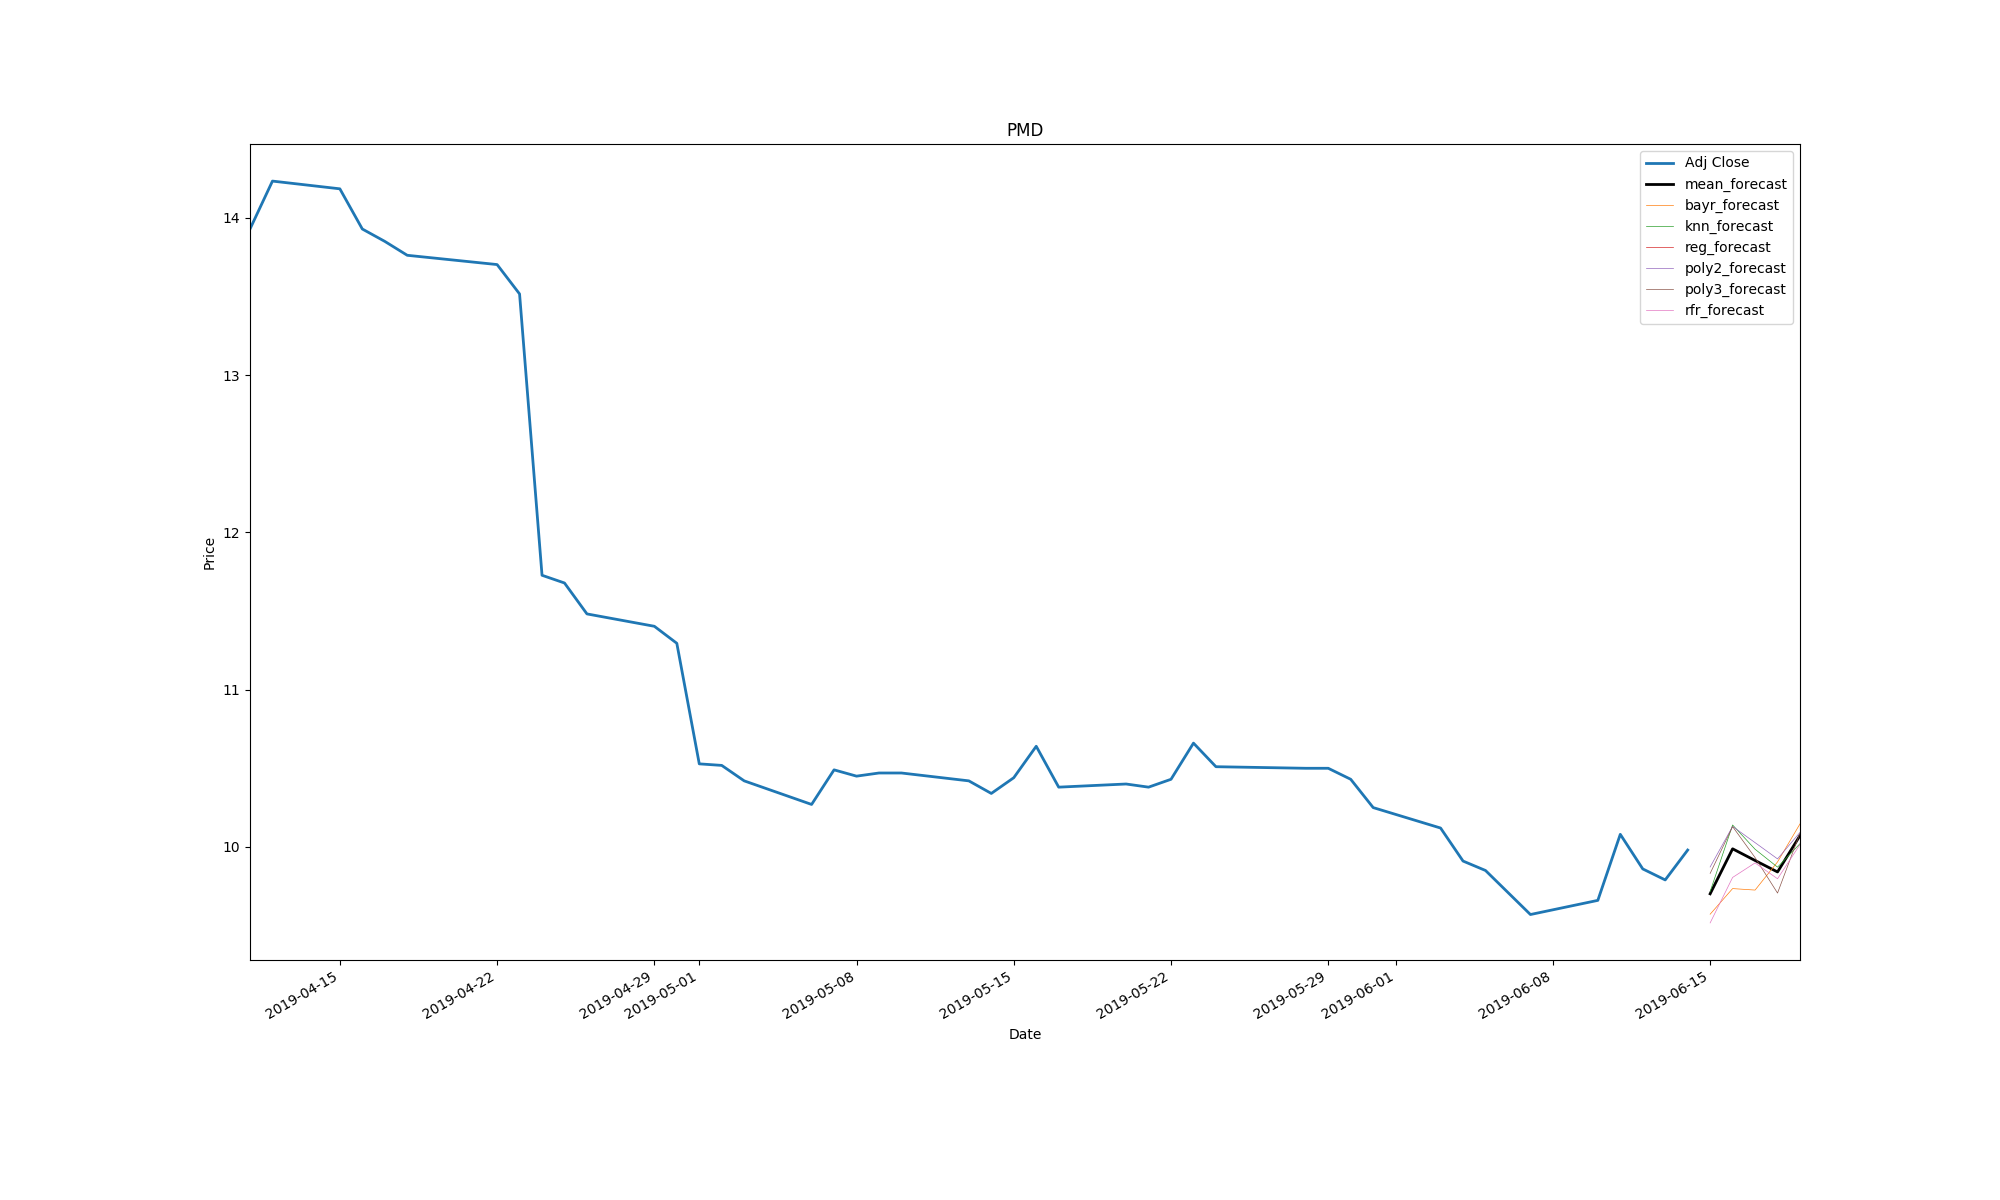 PMD
Adj Close
mean_forecast
bayr_forecast
knn_forecast
reg_forecast
poly2_forecast
poly3_forecast
rfr_forecast
14
13
12
11
10
Price
2019-04-15
2019-04-22
2019-04-29
2019-05-01
2019-05-08
2019-05-15
2019-05-22
2019-05-29
2019-06-01
2019-06-08
2019-06-15
Date